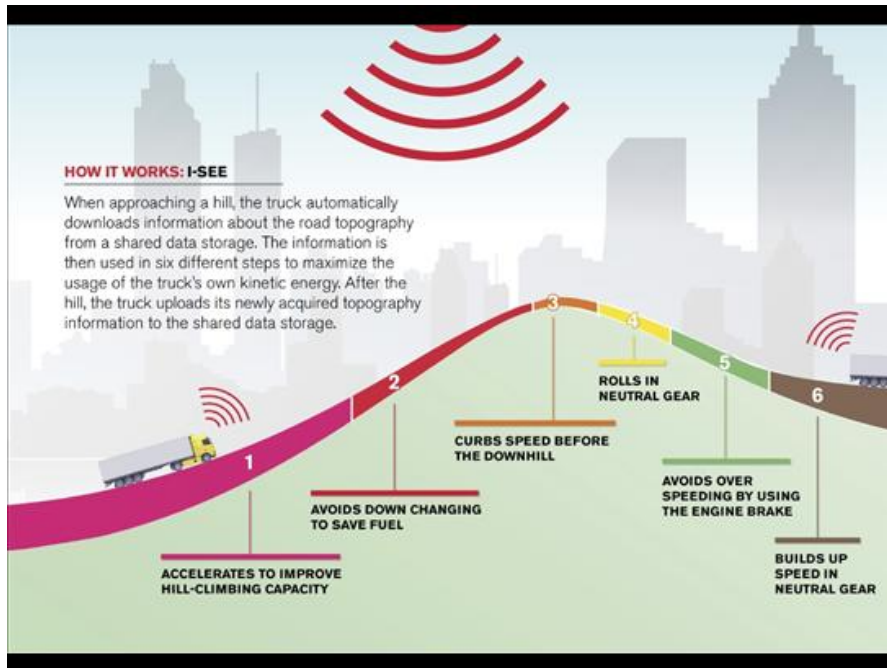 HOW IT WORKS: I-SEE
When approaching a hill, the truck automatically
downloads information about the road topography
from a shared data storage. The information is
then used in six different steps to maximize the
usage of the truck's own kinetic energy. After the
hill, the truck uploads its newly acquired topography
information to the shared data storage.
1
ACCELERATES TO IMPROVE
HILL-CLIMBING CAPACITY
2
AVOIDS DOWN CHANGING
TO SAVE FUEL
3
CURBS SPEED BEFORE
THE DOWNHILL
4
ROLLS IN
NEUTRAL GEAR
5
AVOIDS OVER
SPEEDING BY USING
THE ENGINE BRAKE
6
BUILDS UP
SPEED IN
NEUTRAL GEAR